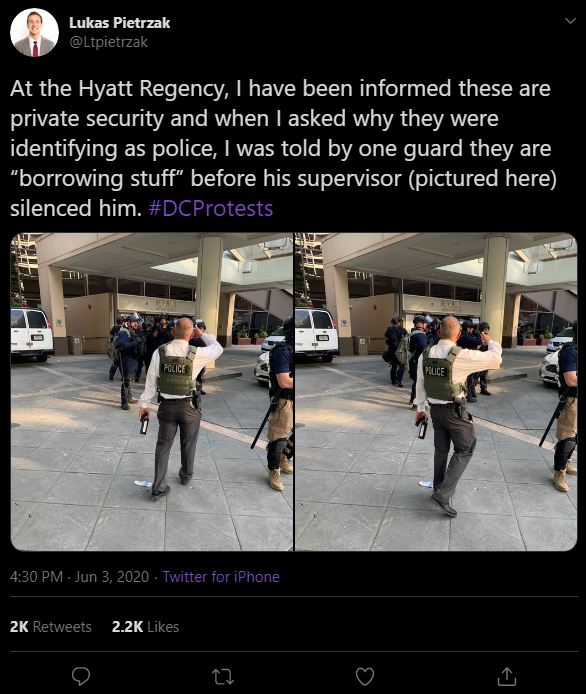 Lukas Pietrzak
@Ltpietrzak
At the Hyatt Regency, I have been informed these are
private security and when I asked why they were
identifying as police, I was told by one guard they are
“borrowing stuff” before his supervisor (pictured here)
silenced him. #DCProtests
POLICE
POLICE
4:30 PM · Jun 3, 2020 · Twitter for iPhone
2K Retweets 2.2K Likes